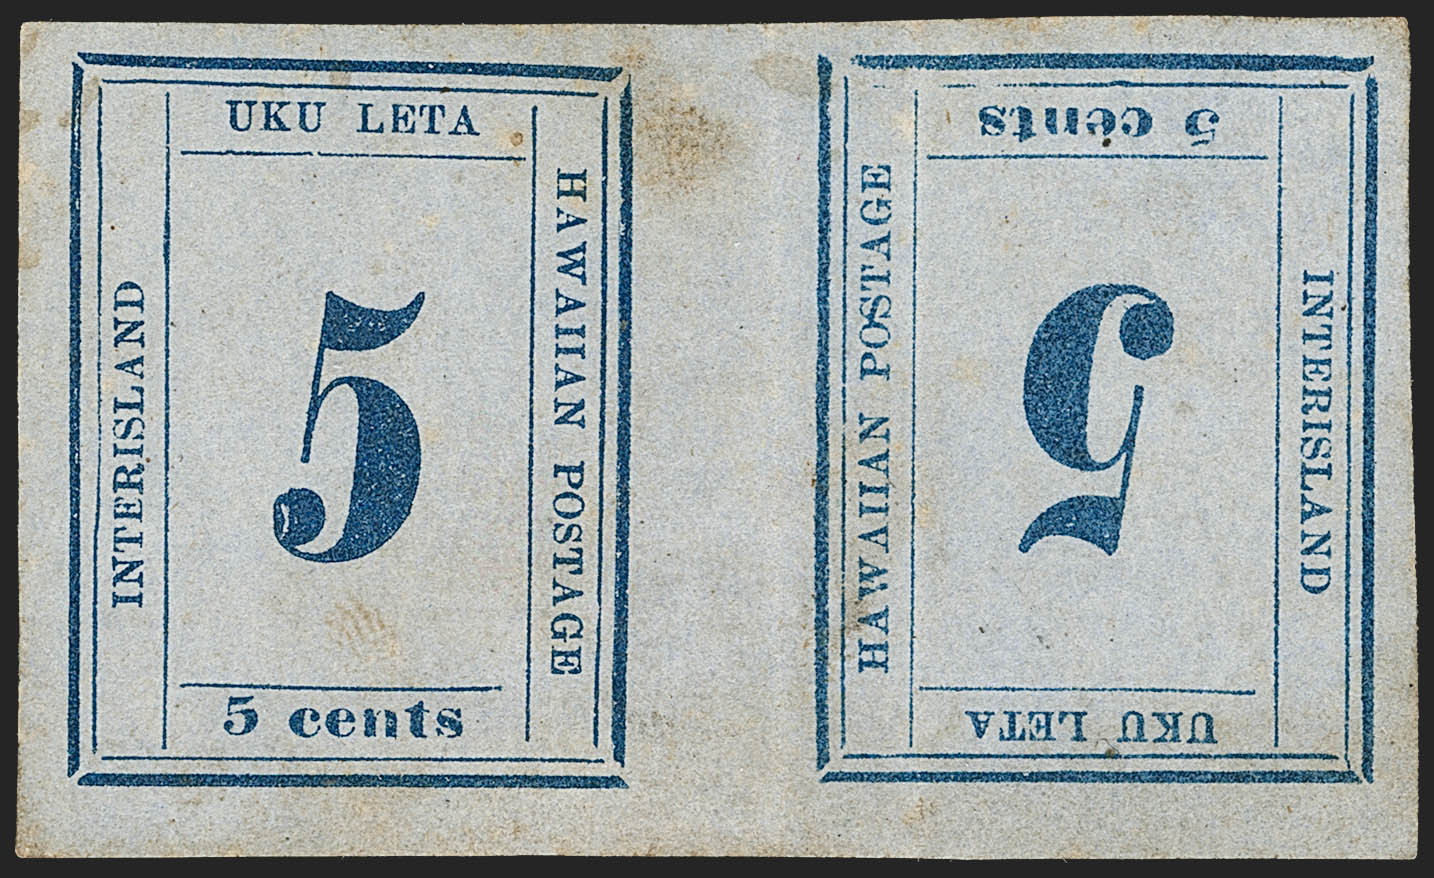 UKU LETA
INTERISLAND
5
HAWAIIAN POSTAGE
5 cents
UKU LETA
INTERISLAND
5
HAWAIIAN POSTAGE
5 cents